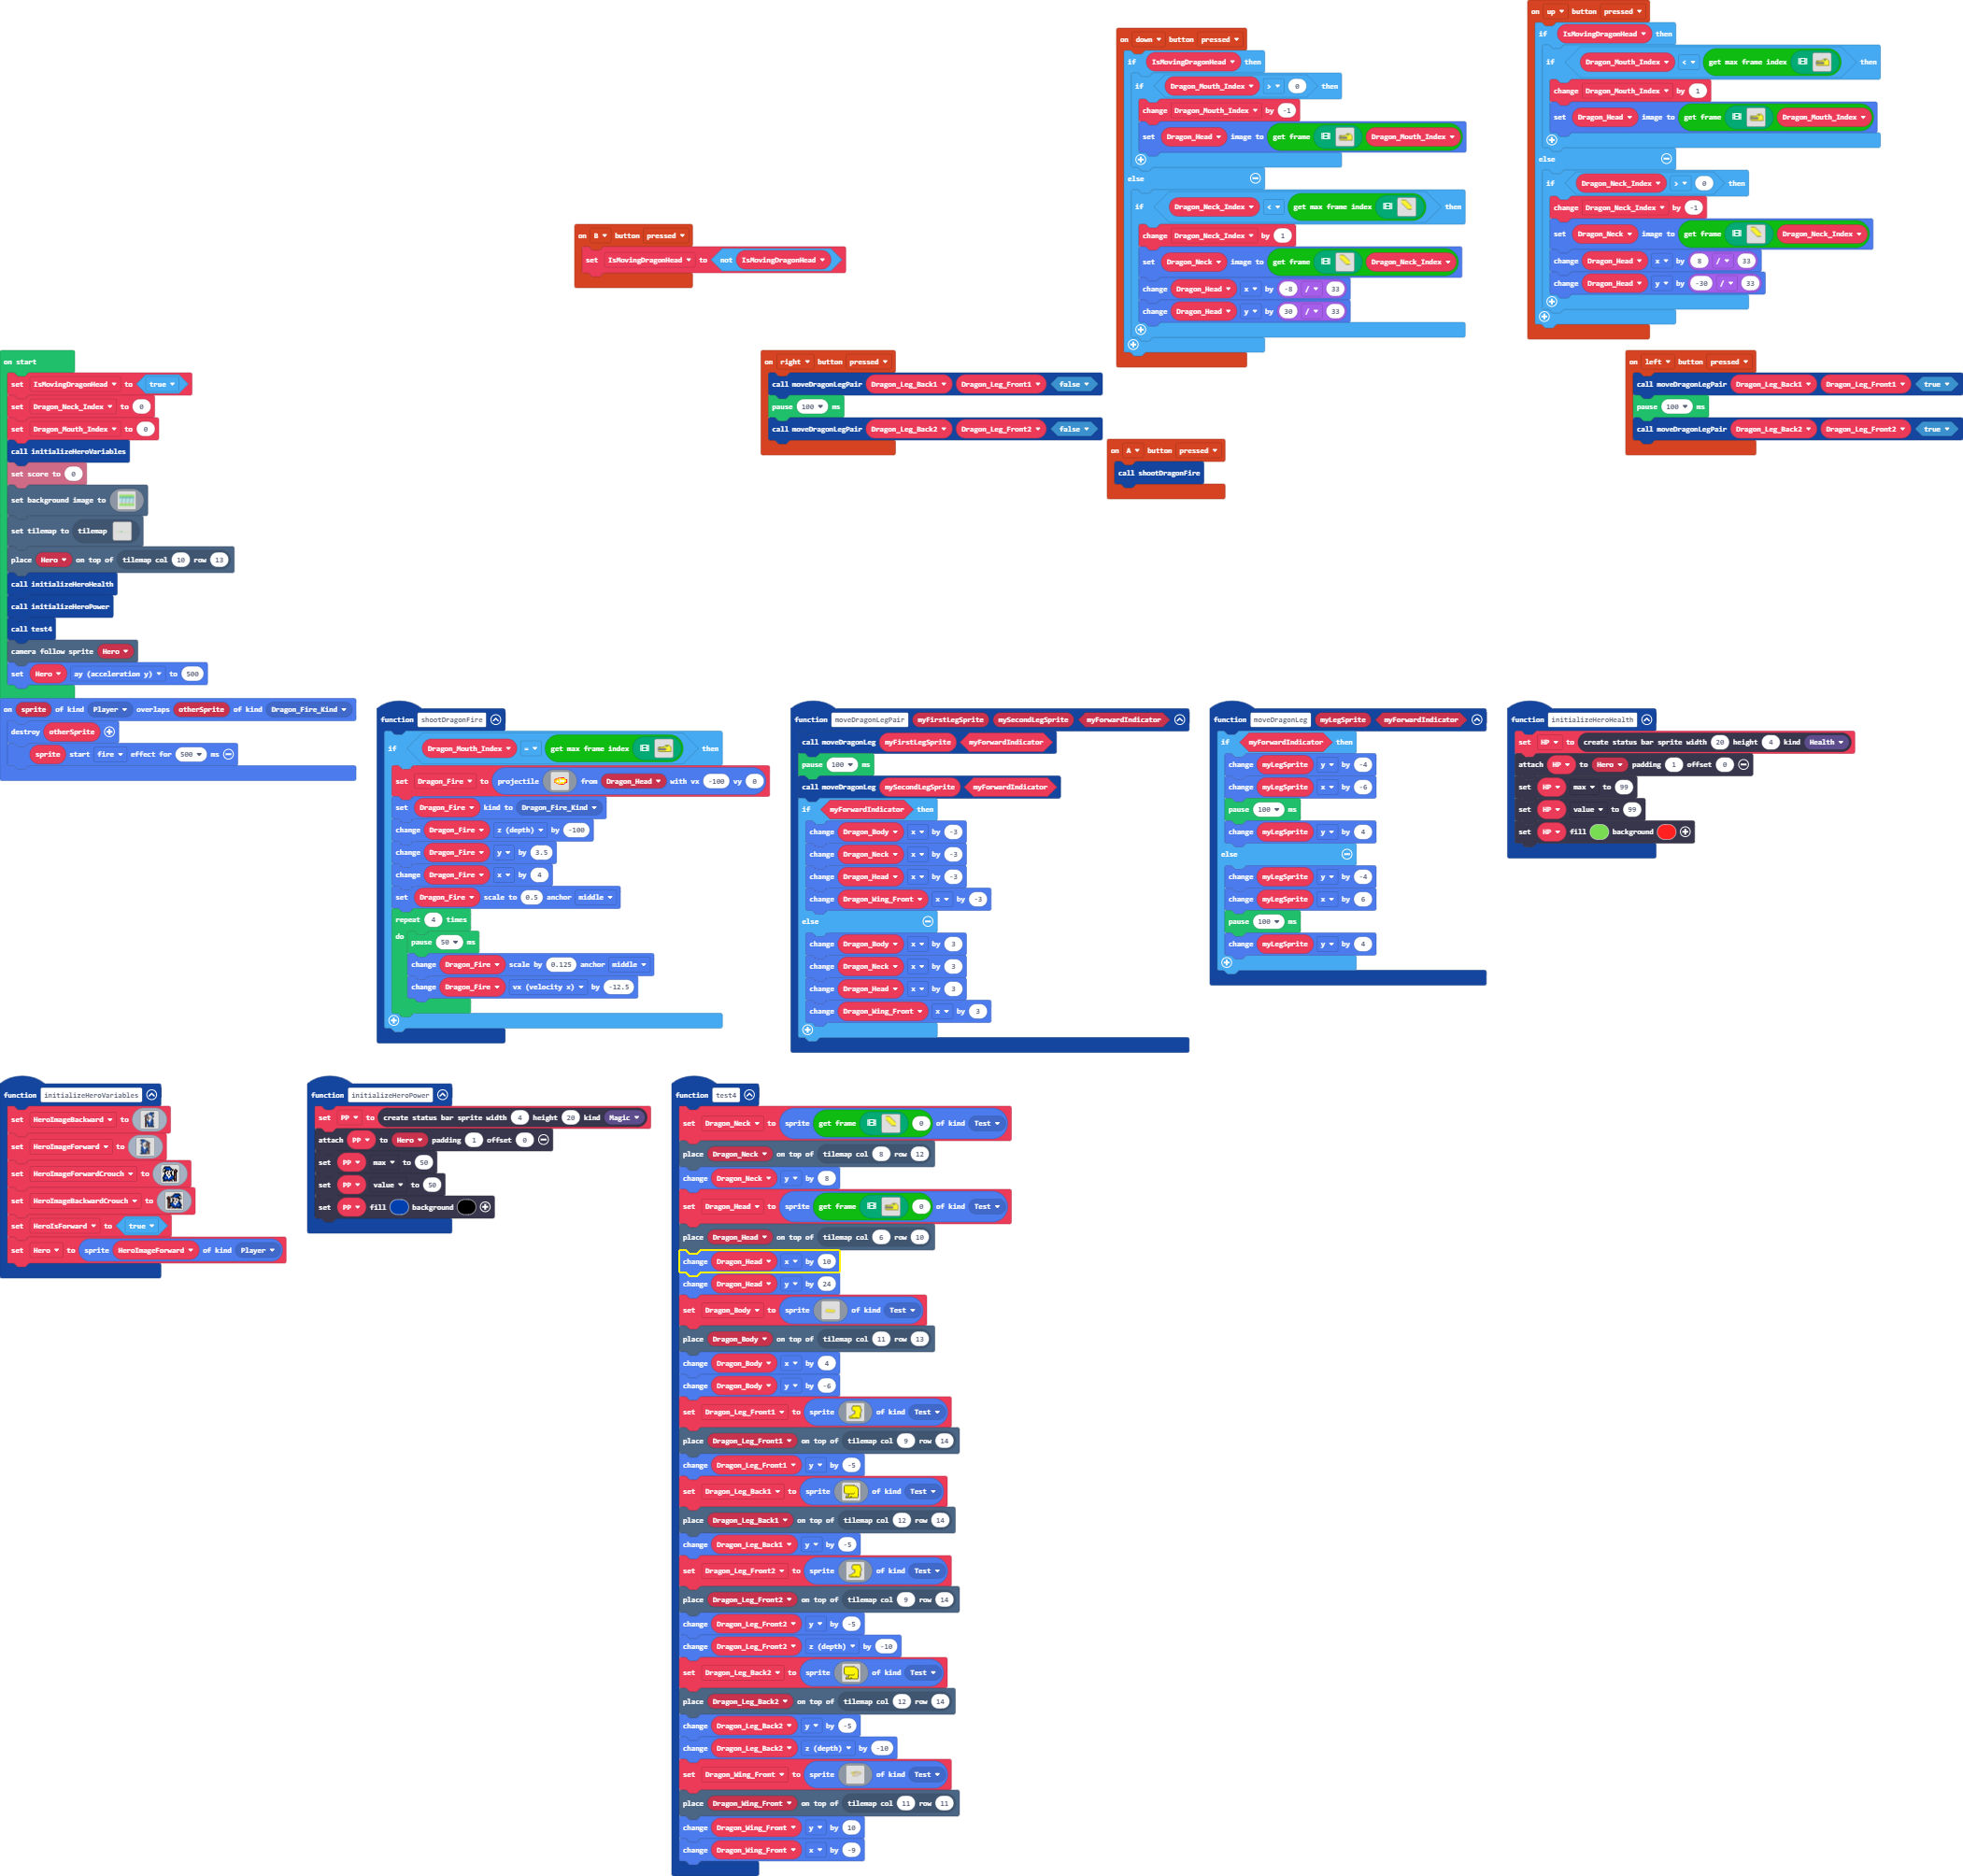 on down button pressed
if IsMovingDragonHead then
if Dragon_Mouth_Index > 0 then
change Dragon_Mouth_Index by -1
set Dragon_Head image to get frame Dragon_Mouth_Index
else
if Dragon_Neck_Index < get max frame index then
change Dragon_Neck_Index by 1
set Dragon_Neck image to get frame Dragon_Neck_Index
change Dragon_Head x by -8 / 33
change Dragon_Head y by 30 / 33
on up button pressed
if IsMovingDragonHead then
if Dragon_Mouth_Index < get max frame index then
change Dragon_Mouth_Index by 1
set Dragon_Head image to get frame Dragon_Mouth_Index
else
if Dragon_Neck_Index > 0 then
change Dragon_Neck_Index by -1
set Dragon_Neck image to get frame Dragon_Neck_Index
change Dragon_Head x by 8 / 33
change Dragon_Head y by -30 / 33
on B button pressed
set IsMovingDragonHead to not IsMovingDragonHead
on start
set IsMovingDragonHead to true
set Dragon_Neck_Index to 0
set Dragon_Mouth_Index to 0
call initializeHeroVariables
set score to 0
set background image to
set tilemap to tilemap
place Hero on top of tilemap col 10 row 13
call initializeHeroHealth
call initializeHeroPower
call test4
camera follow sprite Hero
set Hero ay (acceleration y) to 500
on right button pressed
call moveDragonLegPair Dragon_Leg_Back1 Dragon_Leg_Front1 false
pause 100 ms
call moveDragonLegPair Dragon_Leg_Back2 Dragon_Leg_Front2 false
on A button pressed
call shootDragonFire
on left button pressed
call moveDragonLegPair Dragon_Leg_Back1 Dragon_Leg_Front1 true
pause 100 ms
call moveDragonLegPair Dragon_Leg_Back2 Dragon_Leg_Front2 true
on sprite of kind Player overlaps otherSprite of kind Dragon_Fire_Kind
destroy otherSprite
sprite start fire effect for 500 ms
function shootDragonFire
if Dragon_Mouth_Index = get max frame index then
set Dragon_Fire to projectile from Dragon_Head with vx -100 vy 0
set Dragon_Fire kind to Dragon_Fire_Kind
change Dragon_Fire z (depth) by -100
change Dragon_Fire y by 3.5
change Dragon_Fire x by 4
set Dragon_Fire scale to 0.5 anchor middle
repeat 4 times
do pause 50 ms
change Dragon_Fire scale by 0.125 anchor middle
change Dragon_Fire vx (velocity x) by -12.5
function moveDragonLegPair myFirstLegSprite mySecondLegSprite myForwardIndicator
call moveDragonLeg myFirstLegSprite myForwardIndicator
pause 100 ms
call moveDragonLeg mySecondLegSprite myForwardIndicator
if myForwardIndicator then
change Dragon_Body x by -3
change Dragon_Neck x by -3
change Dragon_Head x by -3
change Dragon_Wing_Front x by -3
else
change Dragon_Body x by 3
change Dragon_Neck x by 3
change Dragon_Head x by 3
change Dragon_Wing_Front x by 3
function moveDragonLeg myLegSprite myForwardIndicator
if myForwardIndicator then
change myLegSprite y by -4
change myLegSprite x by -6
pause 100 ms
change myLegSprite y by 4
else
change myLegSprite y by -4
change myLegSprite x by 6
pause 100 ms
change myLegSprite y by 4
function initializeHeroHealth
set HP to create status bar sprite width 20 height 4 kind Health
attach HP to Hero padding 1 offset 0
set HP max to 99
set HP value to 99
set HP fill background
function initializeHeroVariables
set HeroImageBackward to
set HeroImageForward to
set HeroImageForwardCrouch to
set HeroImageBackwardCrouch to
set HeroIsForward to true
set Hero to sprite HeroImageForward of kind Player
function initializeHeroPower
set PP to create status bar sprite width 4 height 20 kind Magic
attach PP to Hero padding 1 offset 0
set PP max to 50
set PP value to 50
set PP fill background
function test4
set Dragon_Neck to sprite get frame 0 of kind Test
place Dragon_Neck on top of tilemap col 8 row 12
change Dragon_Neck y by 8
set Dragon_Head to sprite get frame 0 of kind Test
place Dragon_Head on top of tilemap col 6 row 10
change Dragon_Head x by 10
change Dragon_Head y by 24
set Dragon_Body to sprite of kind Test
place Dragon_Body on top of tilemap col 11 row 13
change Dragon_Body x by 4
change Dragon_Body y by -6
set Dragon_Leg_Front1 to sprite of kind Test
place Dragon_Leg_Front1 on top of tilemap col 9 row 14
change Dragon_Leg_Front1 y by -5
set Dragon_Leg_Back1 to sprite of kind Test
place Dragon_Leg_Back1 on top of tilemap col 12 row 14
change Dragon_Leg_Back1 y by -5
set Dragon_Leg_Front2 to sprite of kind Test
place Dragon_Leg_Front2 on top of tilemap col 9 row 14
change Dragon_Leg_Front2 y by -5
change Dragon_Leg_Front2 z (depth) by -10
set Dragon_Leg_Back2 to sprite of kind Test
place Dragon_Leg_Back2 on top of tilemap col 12 row 14
change Dragon_Leg_Back2 y by -5
change Dragon_Leg_Back2 z (depth) by -10
set Dragon_Wing_Front to sprite of kind Test
place Dragon_Wing_Front on top of tilemap col 11 row 11
change Dragon_Wing_Front y by 10
change Dragon_Wing_Front x by -9